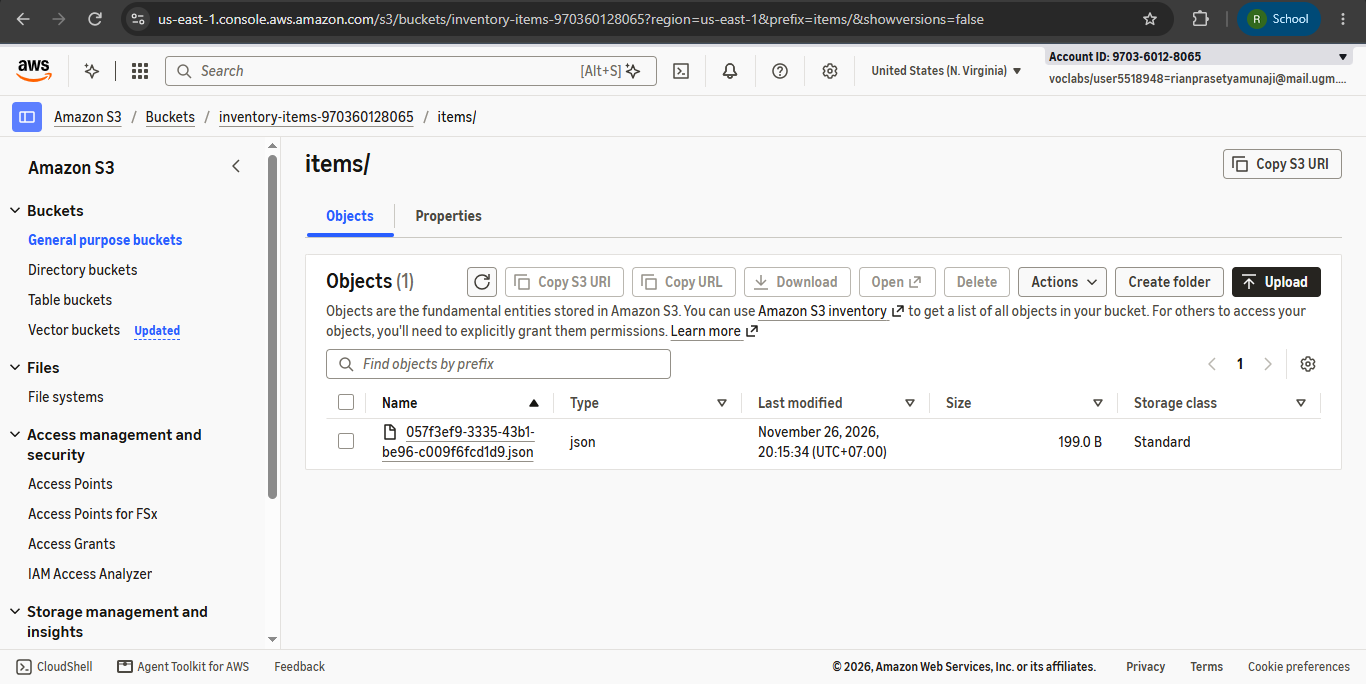 us-east-1.console.aws.amazon.com/s3/buckets/inventory-items-970360128065?region=us-east-1&prefix=items/&showversions=false
R School
aws
Search [Alt+S]
United States (N. Virginia)
Account ID: 9703-6012-8065
voclabs/user5518948=rianprasetyamunaji@mail.ugm....
Amazon S3 / Buckets / inventory-items-970360128065 / items/
Amazon S3
Buckets
General purpose buckets
Directory buckets
Table buckets
Vector buckets Updated
Files
File systems
Access management and
security
Access Points
Access Points for FSx
Access Grants
IAM Access Analyzer
Storage management and
insights
items/
Copy S3 URI
Objects Properties
Objects (1)
Copy S3 URI Copy URL Download Open Delete Actions Create folder Upload
Objects are the fundamental entities stored in Amazon S3. You can use Amazon S3 inventory to get a list of all objects in your bucket. For others to access your
objects, you'll need to explicitly grant them permissions. Learn more
Find objects by prefix
1
Name Type Last modified Size Storage class
057f3ef9-3335-43b1-
be96-c009f6fcd1d9.json
json
November 26, 2026,
20:15:34 (UTC+07:00)
199.0 B
Standard
CloudShell Agent Toolkit for AWS Feedback
© 2026, Amazon Web Services, Inc. or its affiliates. Privacy Terms Cookie preferences